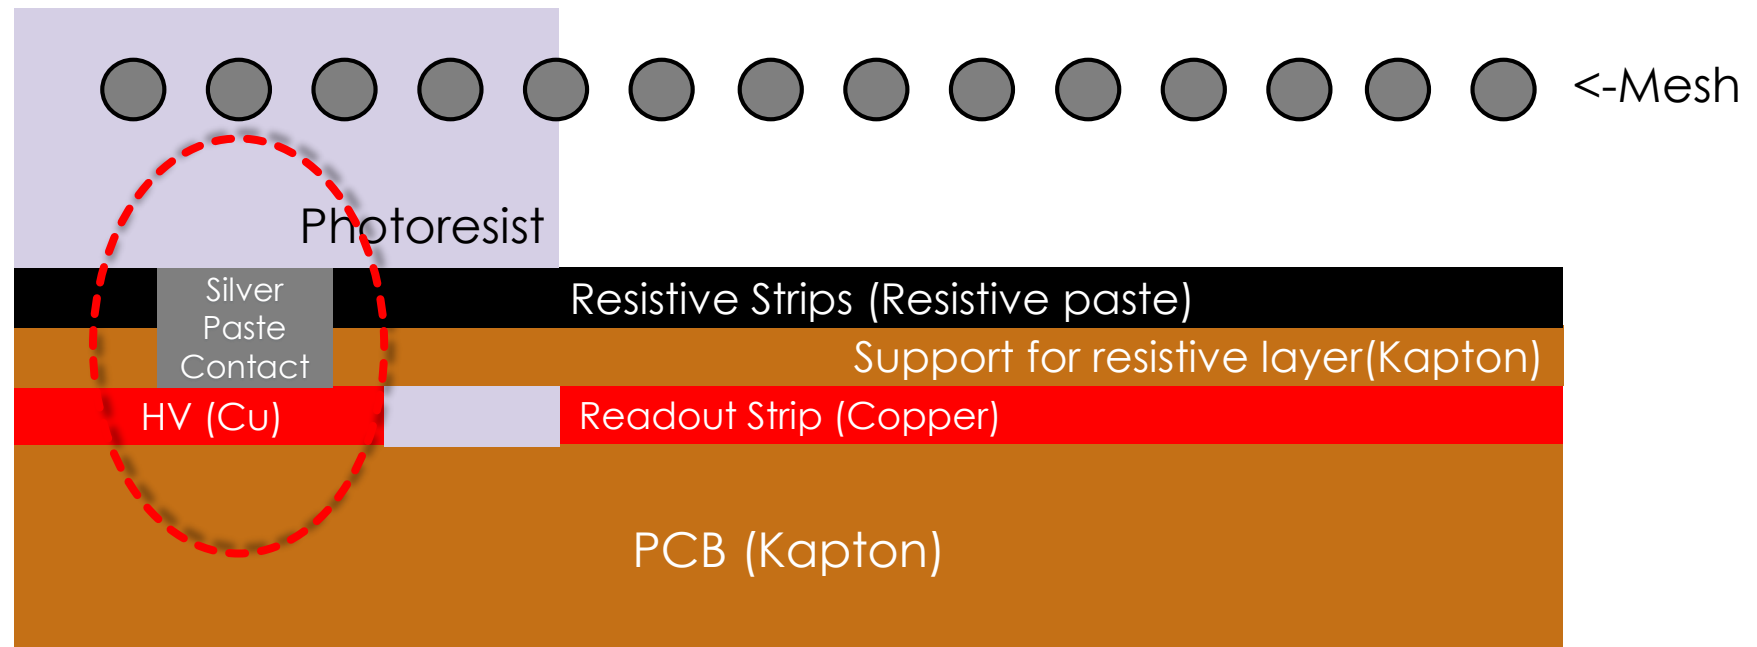 <-Mesh
Photoresist
Silver
Paste
Contact
Resistive Strips (Resistive paste)
Support for resistive layer(Kapton)
HV (Cu)
Readout Strip (Copper)
PCB (Kapton)